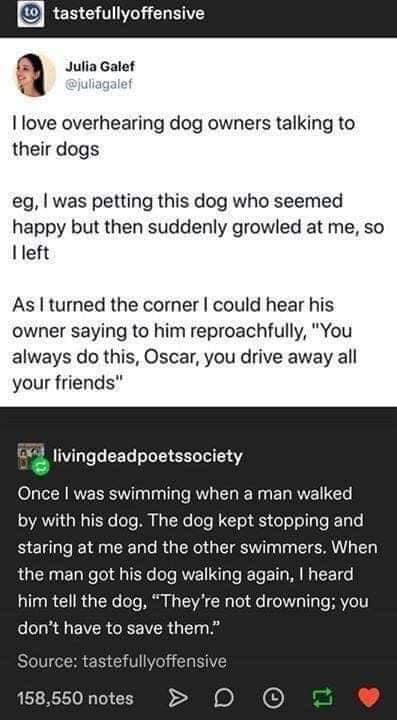 to tastefullyoffensive
Julia Galef
@juliagalef
I love overhearing dog owners talking to
their dogs
eg, I was petting this dog who seemed
happy but then suddenly growled at me, so
I left
As I turned the corner I could hear his
owner saying to him reproachfully, "You
always do this, Oscar, you drive away all
your friends"
livingdeadpoetssociety
Once I was swimming when a man walked
by with his dog. The dog kept stopping and
staring at me and the other swimmers. When
the man got his dog walking again, I heard
him tell the dog, “They’re not drowning; you
don’t have to save them.”
Source: tastefullyoffensive
158,550 notes